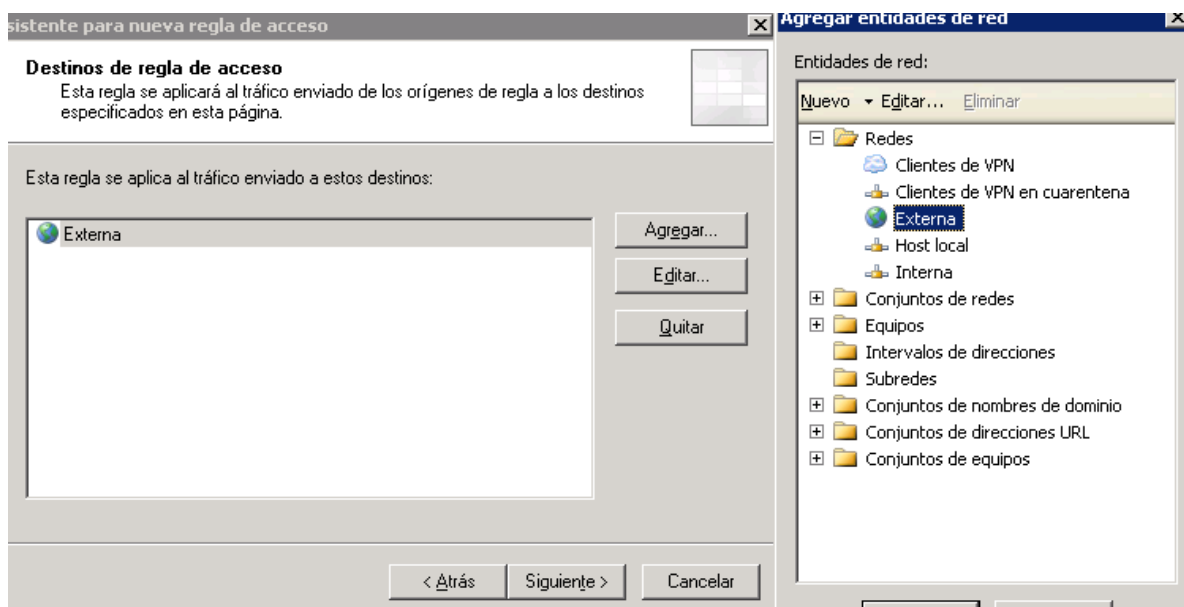 sistente para nueva regla de acceso
Destinos de regla de acceso
Esta regla se aplicará al tráfico enviado de los orígenes de regla a los destinos
especificados en esta página.
Esta regla se aplica al tráfico enviado a estos destinos:
Externa
Agregar...
Editar...
Quitar
< Atrás
Siguiente >
Cancelar
Agregar entidades de red
Entidades de red:
Nuevo
Editar...
Eliminar
Redes
Clientes de VPN
Clientes de VPN en cuarentena
Externa
Host local
Interna
Conjuntos de redes
Equipos
Intervalos de direcciones
Subredes
Conjuntos de nombres de dominio
Conjuntos de direcciones URL
Conjuntos de equipos